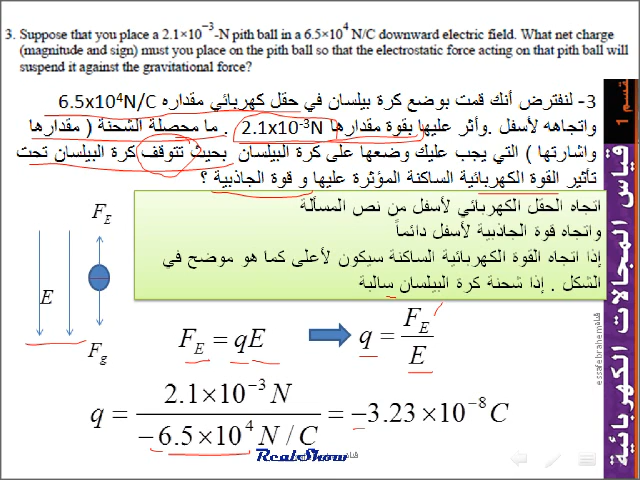 3. Suppose that you place a 2.1×10⁻³-N pith ball in a 6.5×10⁴ N/C downward electric field. What net charge
(magnitude and sign) must you place on the pith ball so that the electrostatic force acting on that pith ball will
suspend it against the gravitational force?
3- لنفترض أنك قمت بوضع كرة بيلسان في حقل كهربائي مقداره 6.5x10⁴N/C
واتجاهه لأسفل .وأثر عليها بقوة مقدارها 2.1x10⁻³N . ما محصلة الشحنة ( مقدارها
واشارتها ) التي يجب عليك وضعها على كرة البيلسان بحيث تتوقف كرة البيلسان تحت
تأثير القوة الكهربائية الساكنة المؤثرة عليها و قوة الجاذبية ؟
اتجاه الحقل الكهربائي لأسفل من نص المسألة
واتجاه قوة الجاذبية لأسفل دائماً
إذا اتجاه القوة الكهربائية الساكنة سيكون لأعلى كما هو موضح في
الشكل . إذا شحنة كرة البيلسان سالبة
F_E
E
F_g
F_E = qE
q = F_E / E
q = 2.1×10⁻³ N / −6.5×10⁴ N / C = −3.23×10⁻⁸ C
قسم 1
قياس المجالات الكهربائية
RealShow